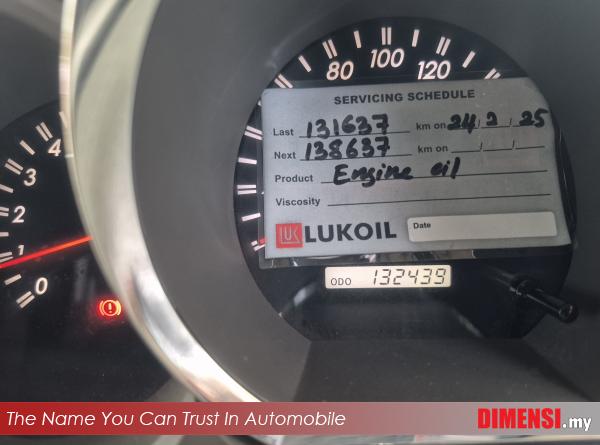 80 100 120
SERVICING SCHEDULE
Last 131637 km on 24/2/25
Next 138637 km on / /
Product Engine oil
Viscosity
LUK LUKOIL Date
ODO 132439
4
3
2
1
0
The Name You Can Trust In Automobile
DIMENSI.my